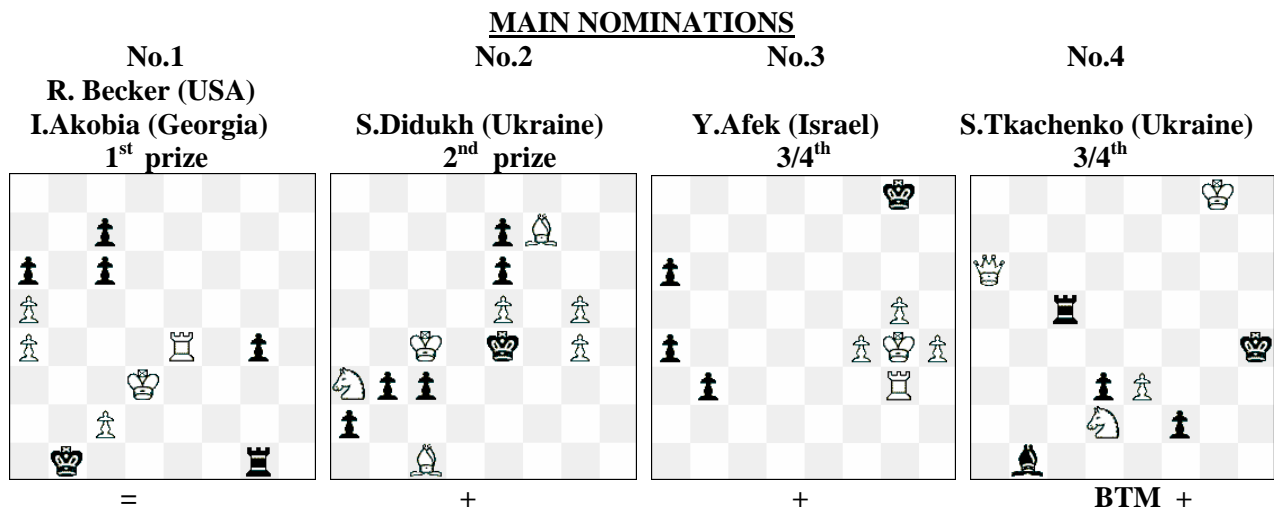 MAIN NOMINATIONS
No.1 No.2 No.3 No.4
R. Becker (USA)
I.Akobia (Georgia) S.Didukh (Ukraine) Y.Afek (Israel) S.Tkachenko (Ukraine)
1st prize 2nd prize 3/4th 3/4th
= + + BTM +